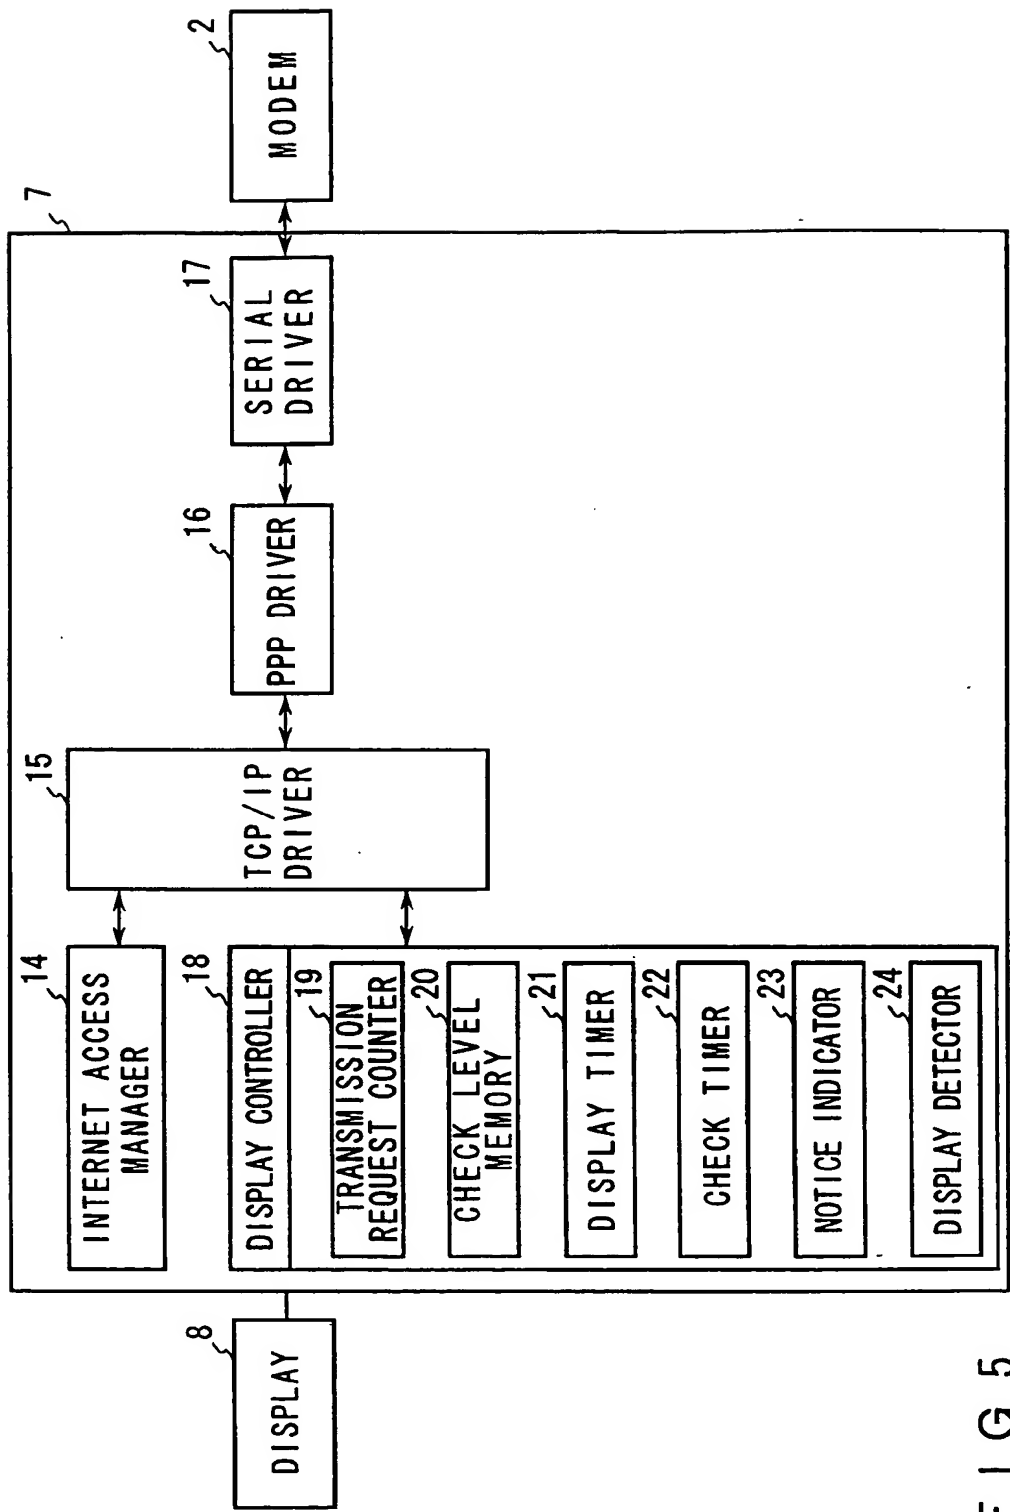 8
DISPLAY
7
14
INTERNET ACCESS
MANAGER
18
DISPLAY CONTROLLER
19
TRANSMISSION
REQUEST COUNTER
20
CHECK LEVEL
MEMORY
21
DISPLAY TIMER
22
CHECK TIMER
23
NOTICE INDICATOR
24
DISPLAY DETECTOR
15
TCP/IP
DRIVER
16
PPP DRIVER
17
SERIAL
DRIVER
2
MODEM
FIG 5